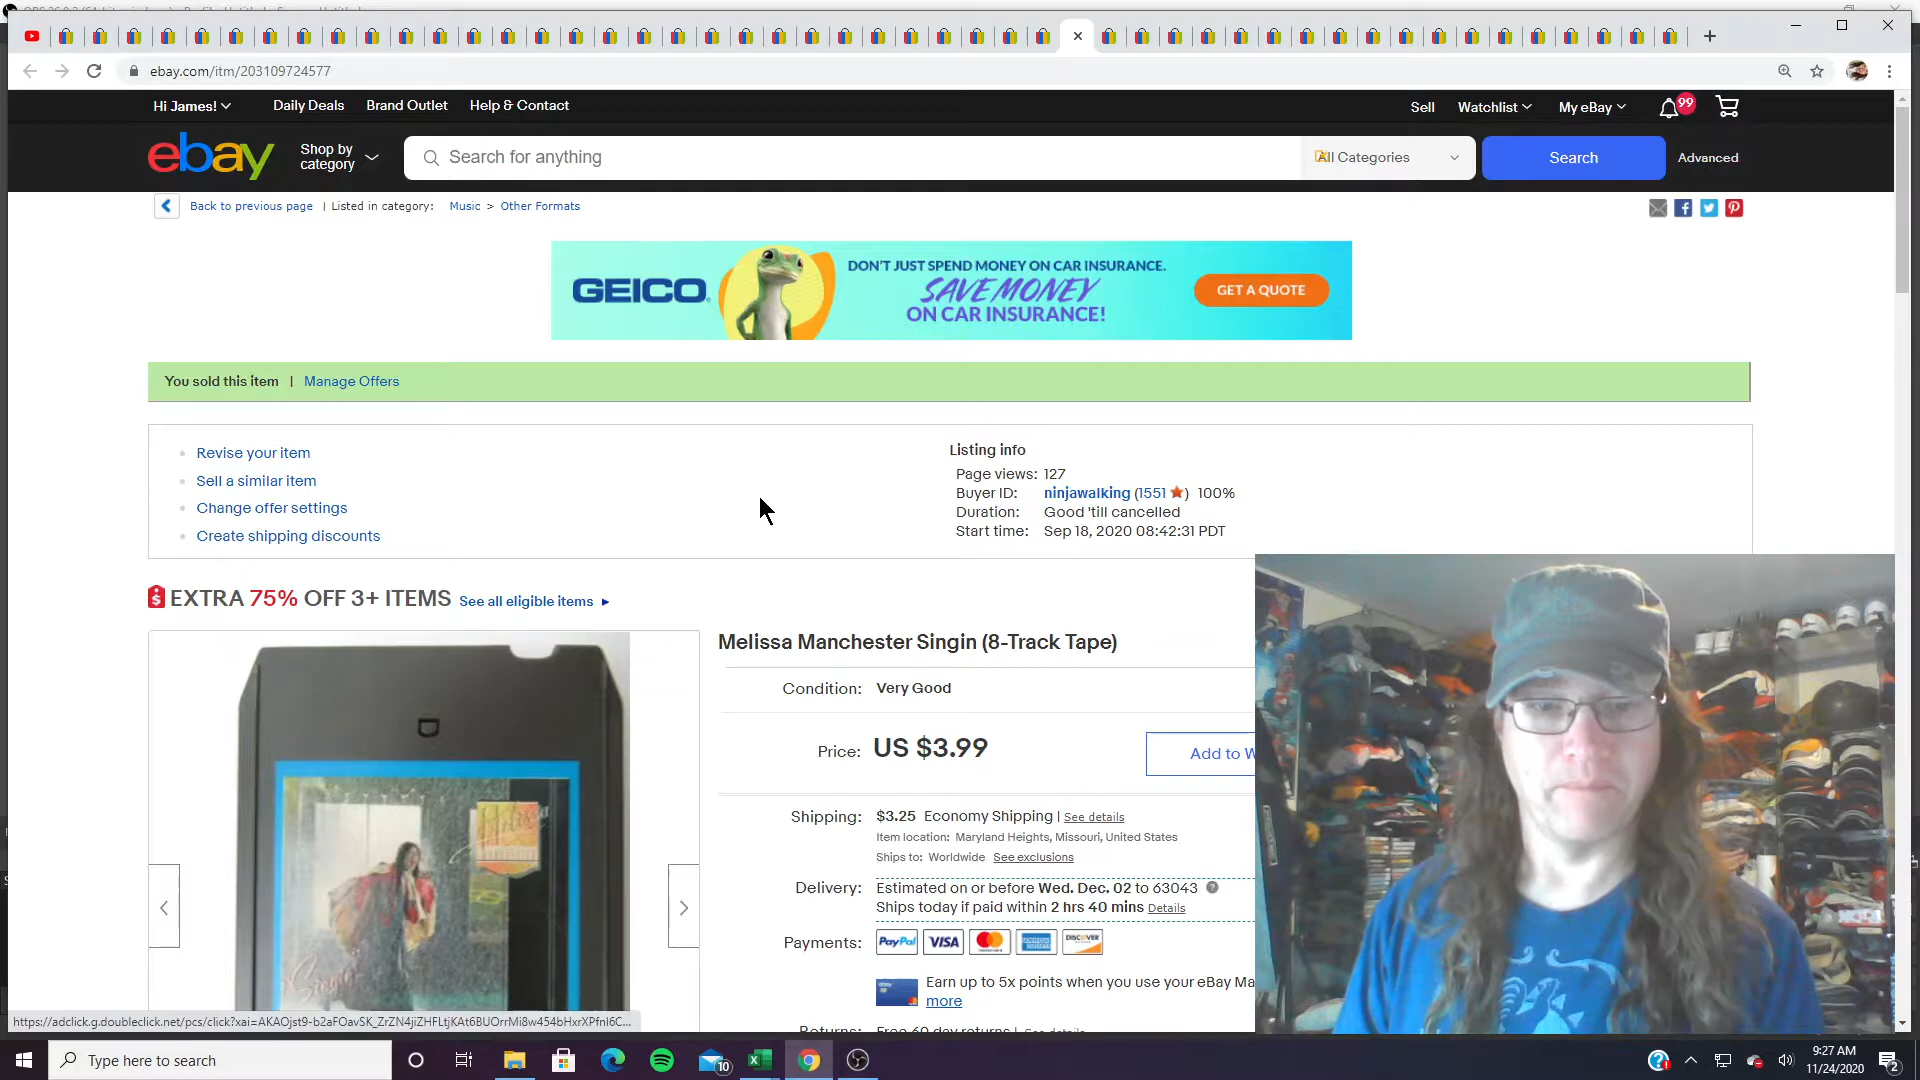 ebay.com/itm/203109724577
Hi James!
Daily Deals
Brand Outlet
Help & Contact
Sell
Watchlist
My eBay
99
ebay
Shop by
category
Search for anything
All Categories
Search
Advanced
Back to previous page
| Listed in category:
Music > Other Formats
GEICO
DON'T JUST SPEND MONEY ON CAR INSURANCE.
SAVE MONEY
ON CAR INSURANCE!
GET A QUOTE
You sold this item | Manage Offers
Revise your item
Sell a similar item
Change offer settings
Create shipping discounts
Listing info
Page views: 127
Buyer ID: ninjawalking (1551) 100%
Duration: Good 'till cancelled
Start time: Sep 18, 2020 08:42:31 PDT
EXTRA 75% OFF 3+ ITEMS See all eligible items
Melissa Manchester Singin (8-Track Tape)
Condition: Very Good
Price: US $3.99
Add to W
Shipping: $3.25 Economy Shipping | See details
Item location: Maryland Heights, Missouri, United States
Ships to: Worldwide See exclusions
Delivery: Estimated on or before Wed. Dec. 02 to 63043
Ships today if paid within 2 hrs 40 mins Details
Payments: PayPal VISA
DISCOVER
Earn up to 5x points when you use your eBay Ma
more
Returns: Free 60 day returns | See details
Type here to search
10
9:27 AM
11/24/2020
2